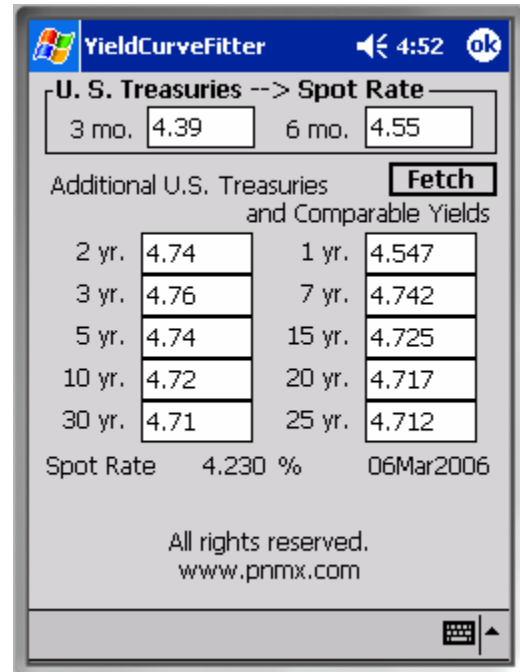 YieldCurveFitter 4:52 ok
U. S. Treasuries --> Spot Rate
3 mo. 4.39 6 mo. 4.55
Additional U.S. Treasuries Fetch
and Comparable Yields
2 yr. 4.74 1 yr. 4.547
3 yr. 4.76 7 yr. 4.742
5 yr. 4.74 15 yr. 4.725
10 yr. 4.72 20 yr. 4.717
30 yr. 4.71 25 yr. 4.712
Spot Rate 4.230 % 06Mar2006
All rights reserved.
www.pnmx.com